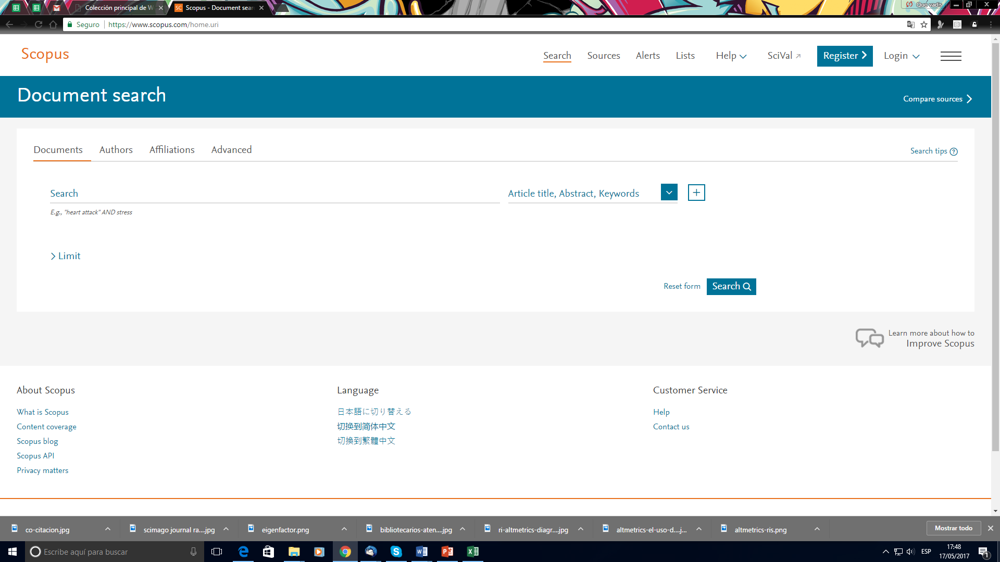 Colección principal de W
Scopus - Document sear
Quo vadis
Seguro
https://www.scopus.com/home.uri
Scopus
Search Sources Alerts Lists Help SciVal Register Login
Document search
Compare sources
Documents Authors Affiliations Advanced
Search tips ?
Search
Article title, Abstract, Keywords
E.g., "heart attack" AND stress
Limit
Reset form Search
Learn more about how to
Improve Scopus
About Scopus
What is Scopus
Content coverage
Scopus blog
Scopus API
Privacy matters
Language
日本語に切り替える
切换到简体中文
切換到繁體中文
Customer Service
Help
Contact us
co-citacion.jpg
scimago journal ra....jpg
eigenfactor.png
bibliotecarios-aten....jpg
ri-altmetrics-diagr....jpg
altmetrics-el-uso-d....j...
altmetrics-ris.png
Mostrar todo
Escribe aquí para buscar
ESP
17:48
17/05/2017
1